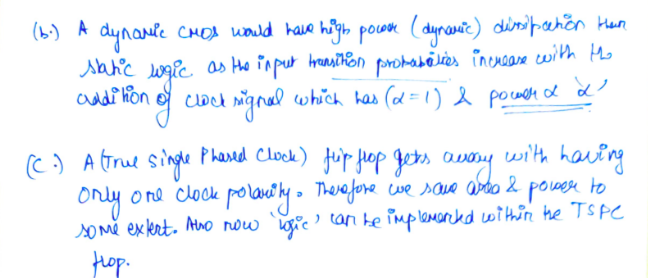 (b.) A dynamic CMOS would have high power (dynamic) dissipation than
static logic as the input transition probabilities increase with the
addition of clock signal which has (α = 1) & power α 'α'
(C.) A (True Single Phased Clock) flip flop gets away with having
only one clock polarity. Therefore we save area & power to
some extent. Also now 'logic' can be implemented within the TSPC
flop.